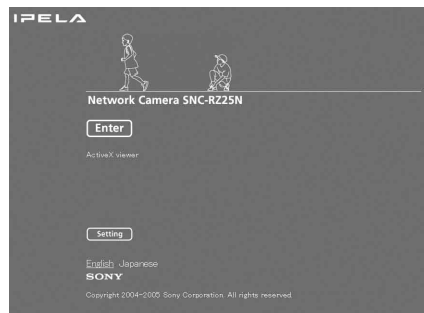 IPELA
Network Camera SNC-RZ25N
Enter
ActiveX viewer
Setting
English Japanese
SONY
Copyright 2004-2005 Sony Corporation. All rights reserved.